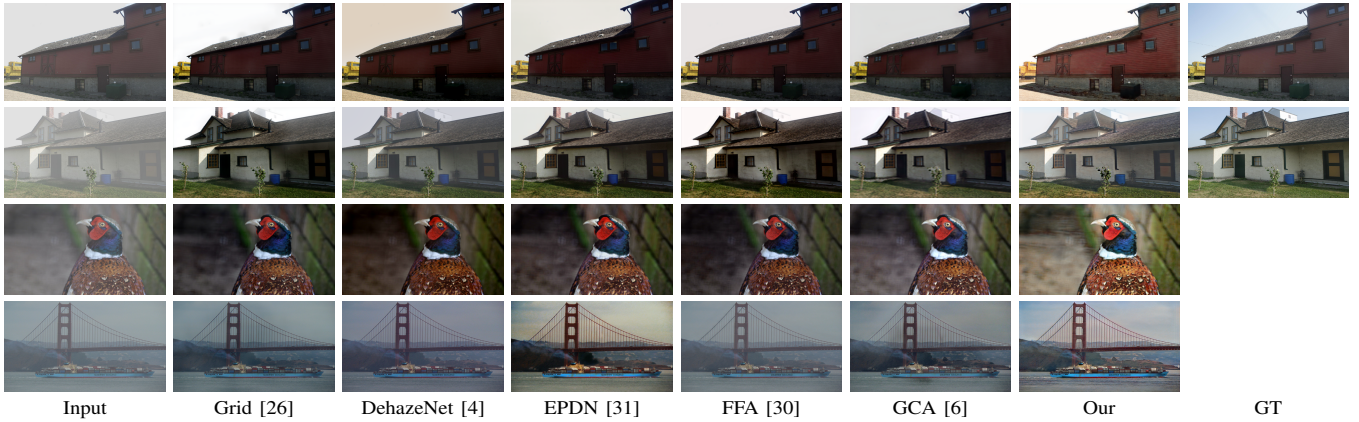 Input Grid [26] DehazeNet [4] EPDN [31] FFA [30] GCA [6] Our GT